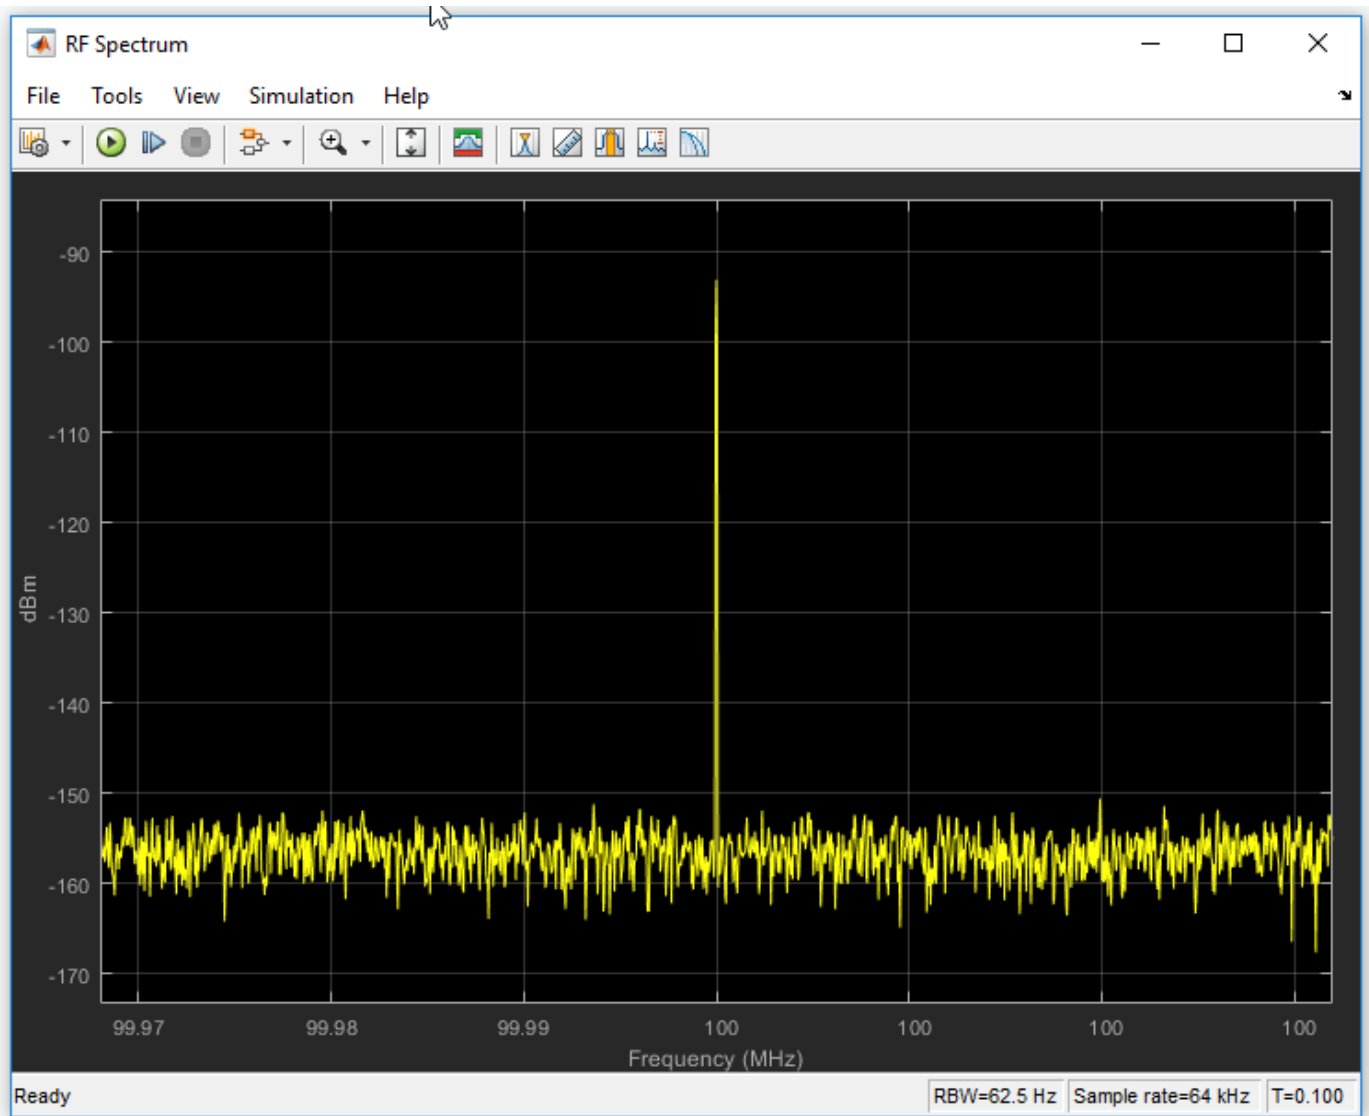 RF Spectrum
File Tools View Simulation Help
-90
-100
-110
-120
-130
-140
-150
-160
-170
dBm
99.97 99.98 99.99 100 100 100 100
Frequency (MHz)
Ready RBW=62.5 Hz Sample rate=64 kHz T=0.100